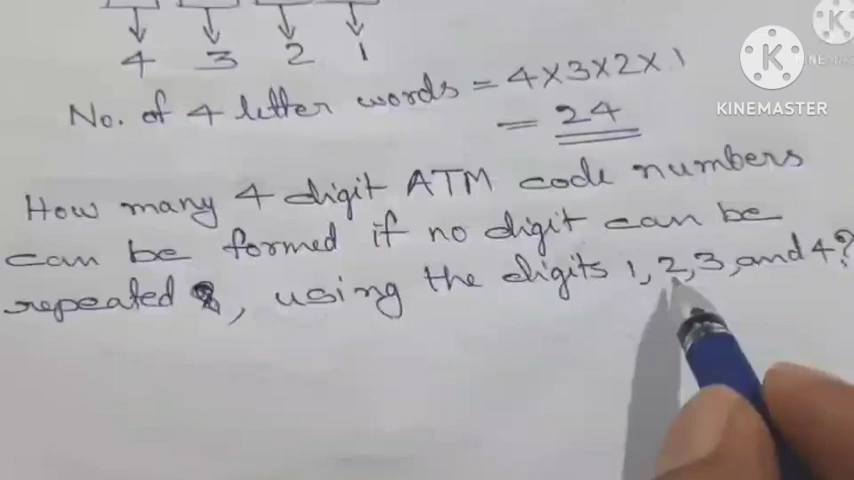 4 3 2 1
No. of 4 letter words = 4×3×2×1
= 24
How many 4 digit ATM code numbers
can be formed if no digit can be
repeated , using the digits 1,2,3, and 4?
K
KINEMASTER
K